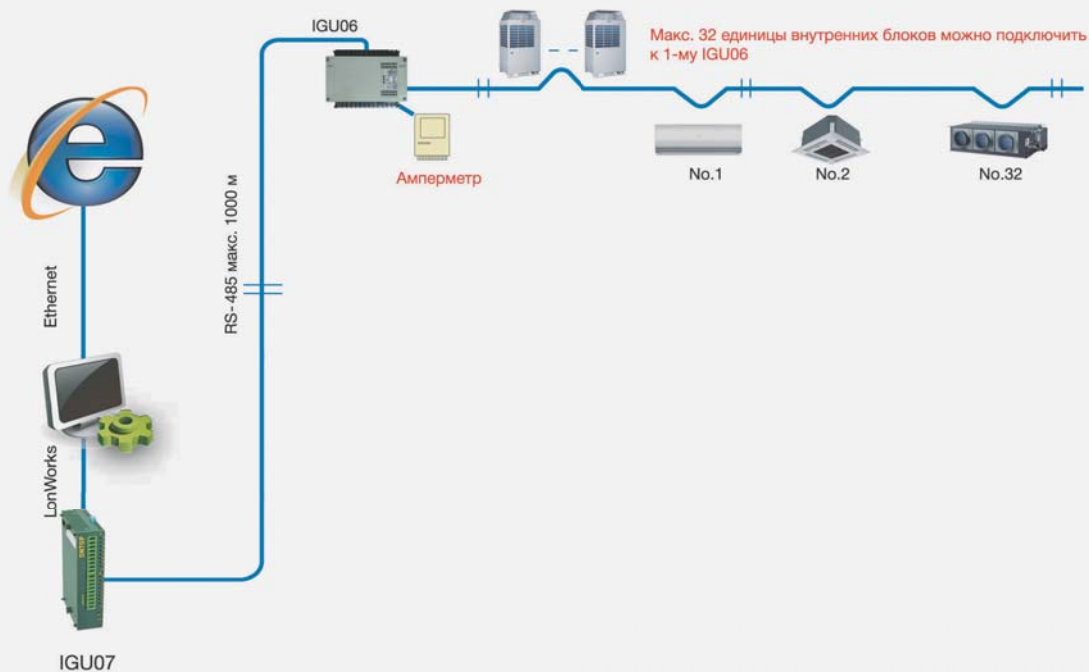 IGU06
Макс. 32 единицы внутренних блоков можно подключить
к 1-му IGU06
Амперметр
No.1
No.2
No.32
RS-485 макс. 1000 м
Ethernet
LonWorks
IGU07